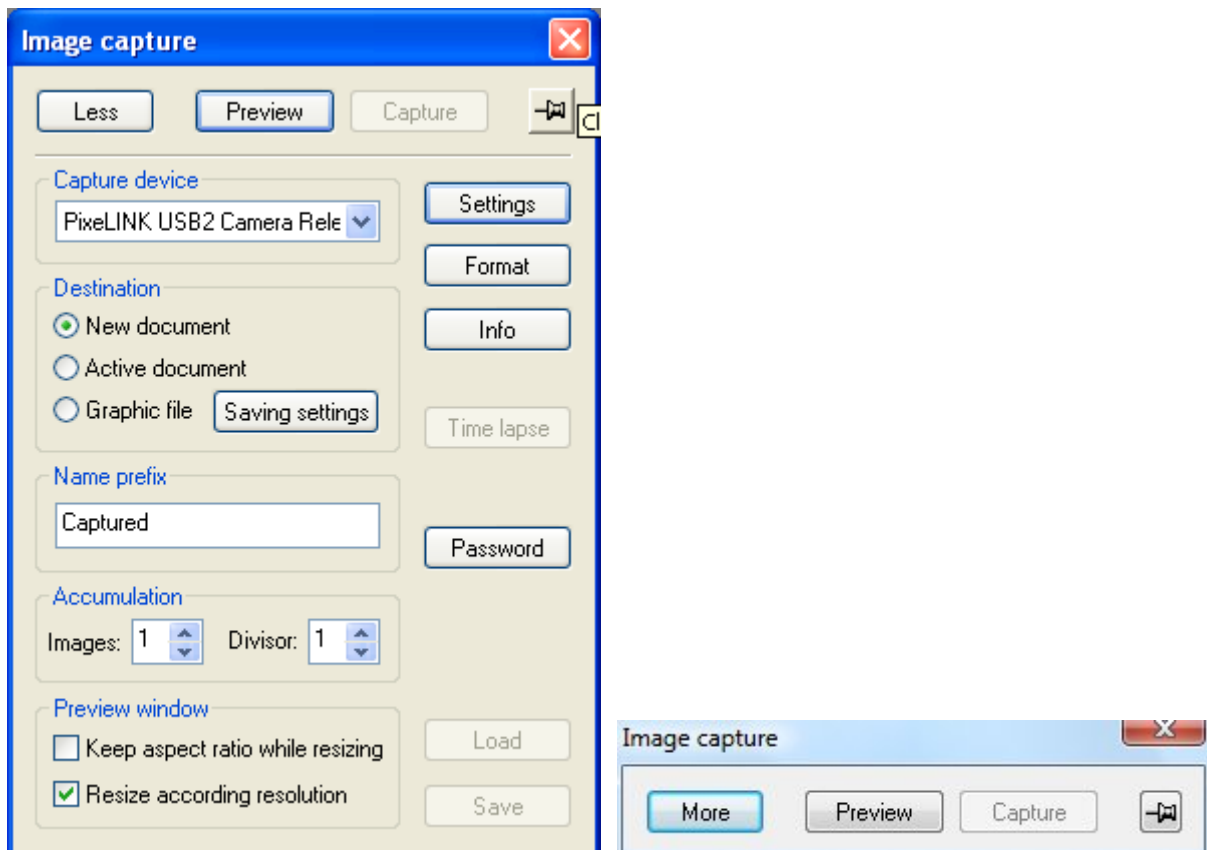 Image capture
Less Preview Capture
Cl
Capture device
PixeLINK USB2 Camera Rele
Settings
Format
Destination
New document
Info
Active document
Graphic file Saving settings
Time lapse
Name prefix
Captured
Password
Accumulation
Images: 1 Divisor: 1
Preview window
Keep aspect ratio while resizing
Load
Resize according resolution
Save
Image capture
More Preview Capture